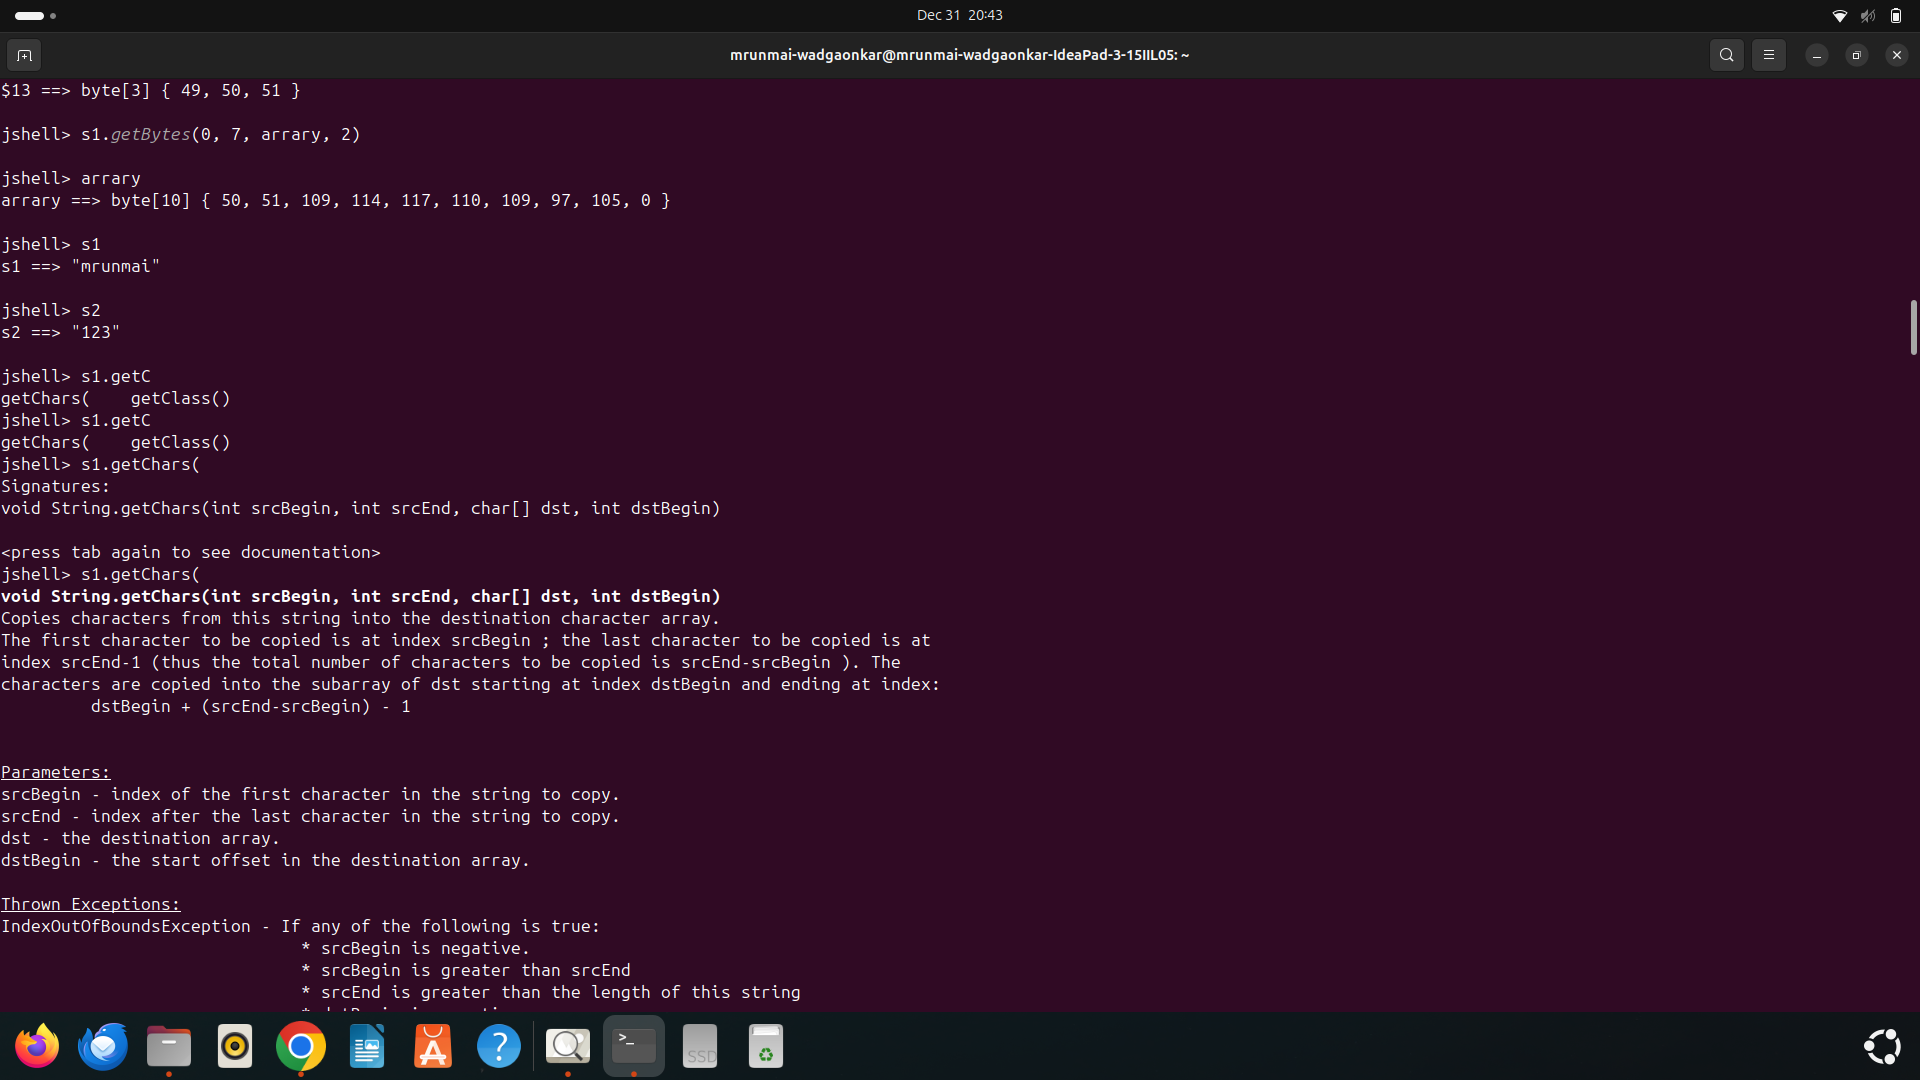 Dec 31 20:43
mrunmai-wadgaonkar@mrunmai-wadgaonkar-IdeaPad-3-15IIL05: ~
$13 ==> byte[3] { 49, 50, 51 }
jshell> s1.getBytes(0, 7, arrary, 2)
jshell> arrary
arrary ==> byte[10] { 50, 51, 109, 114, 117, 110, 109, 97, 105, 0 }
jshell> s1
s1 ==> "mrunmai"
jshell> s2
s2 ==> "123"
jshell> s1.getC
getChars(    getClass()
jshell> s1.getC
getChars(    getClass()
jshell> s1.getChars(
Signatures:
void String.getChars(int srcBegin, int srcEnd, char[] dst, int dstBegin)
<press tab again to see documentation>
jshell> s1.getChars(
void String.getChars(int srcBegin, int srcEnd, char[] dst, int dstBegin)
Copies characters from this string into the destination character array.
The first character to be copied is at index srcBegin ; the last character to be copied is at
index srcEnd-1 (thus the total number of characters to be copied is srcEnd-srcBegin ). The
characters are copied into the subarray of dst starting at index dstBegin and ending at index:
dstBegin + (srcEnd-srcBegin) - 1
Parameters:
srcBegin - index of the first character in the string to copy.
srcEnd - index after the last character in the string to copy.
dst - the destination array.
dstBegin - the start offset in the destination array.
Thrown Exceptions:
IndexOutOfBoundsException - If any of the following is true:
* srcBegin is negative.
* srcBegin is greater than srcEnd
* srcEnd is greater than the length of this string
>_
SSD